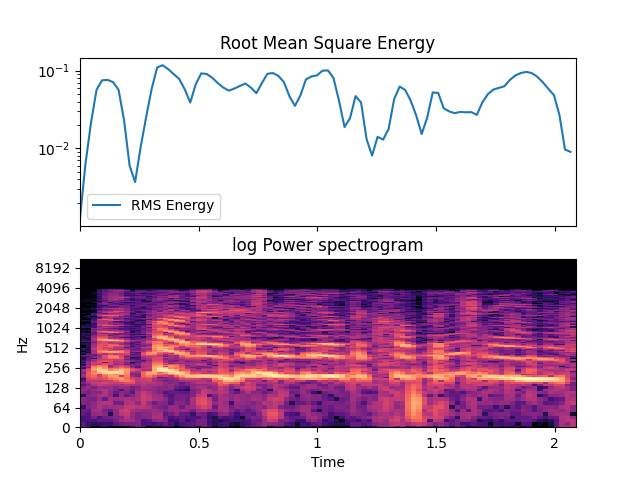 Root Mean Square Energy
10⁻¹
10⁻²
RMS Energy
log Power spectrogram
8192
4096
2048
1024
512
256
128
64
0
Hz
0 0.5 1 1.5 2
Time